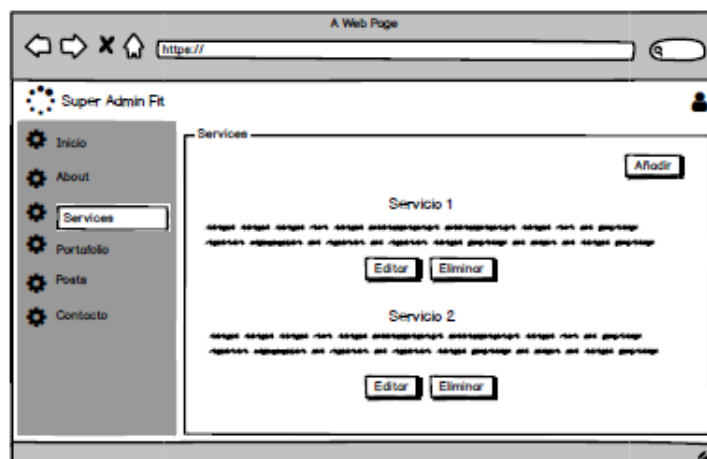 A Web Page
https://
Super Admin Fit
Inicio
About
Services
Portafolio
Posts
Contacto
Services
Añadir
Servicio 1
Editar Eliminar
Servicio 2
Editar Eliminar